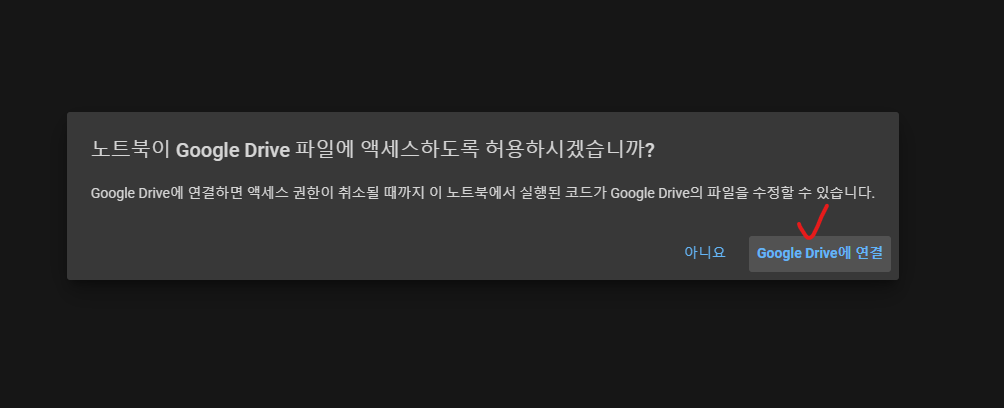 노트북이 Google Drive 파일에 액세스하도록 허용하시겠습니까?
Google Drive에 연결하면 액세스 권한이 취소될 때까지 이 노트북에서 실행된 코드가 Google Drive의 파일을 수정할 수 있습니다.
아니요 Google Drive에 연결